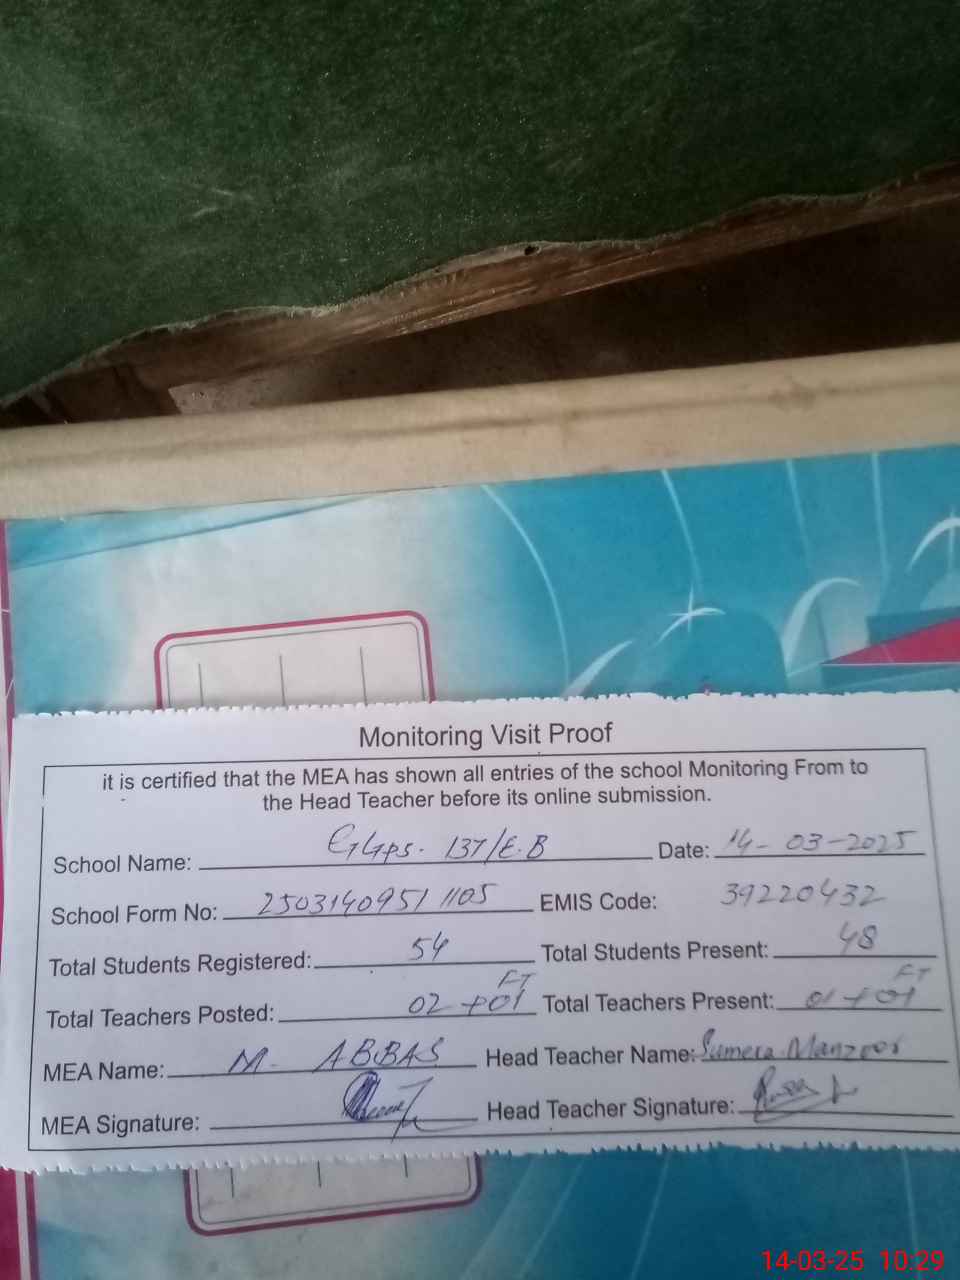 Monitoring Visit Proof
it is certified that the MEA has shown all entries of the school Monitoring From to
the Head Teacher before its online submission.
School Name: GGPS. 137/E.B Date: 14-03-2025
School Form No: 25031409511105 EMIS Code: 39220432
Total Students Registered: 54 Total Students Present: 48
Total Teachers Posted: 02+01 FT Total Teachers Present: 01+01 FT
MEA Name: M. ABBAS Head Teacher Name: Sumera Manzoor
MEA Signature: Head Teacher Signature:
14-03-25 10:29